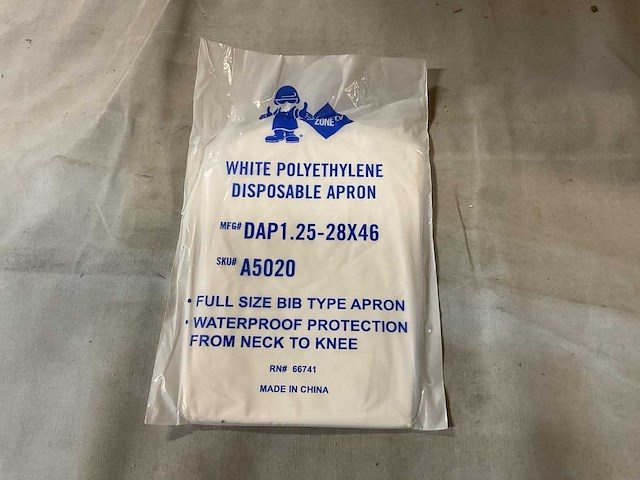 ZONE
WHITE POLYETHYLENE
DISPOSABLE APRON
MFG# DAP1.25-28X46
SKU# A5020
• FULL SIZE BIB TYPE APRON
• WATERPROOF PROTECTION
FROM NECK TO KNEE
RN# 66741
MADE IN CHINA